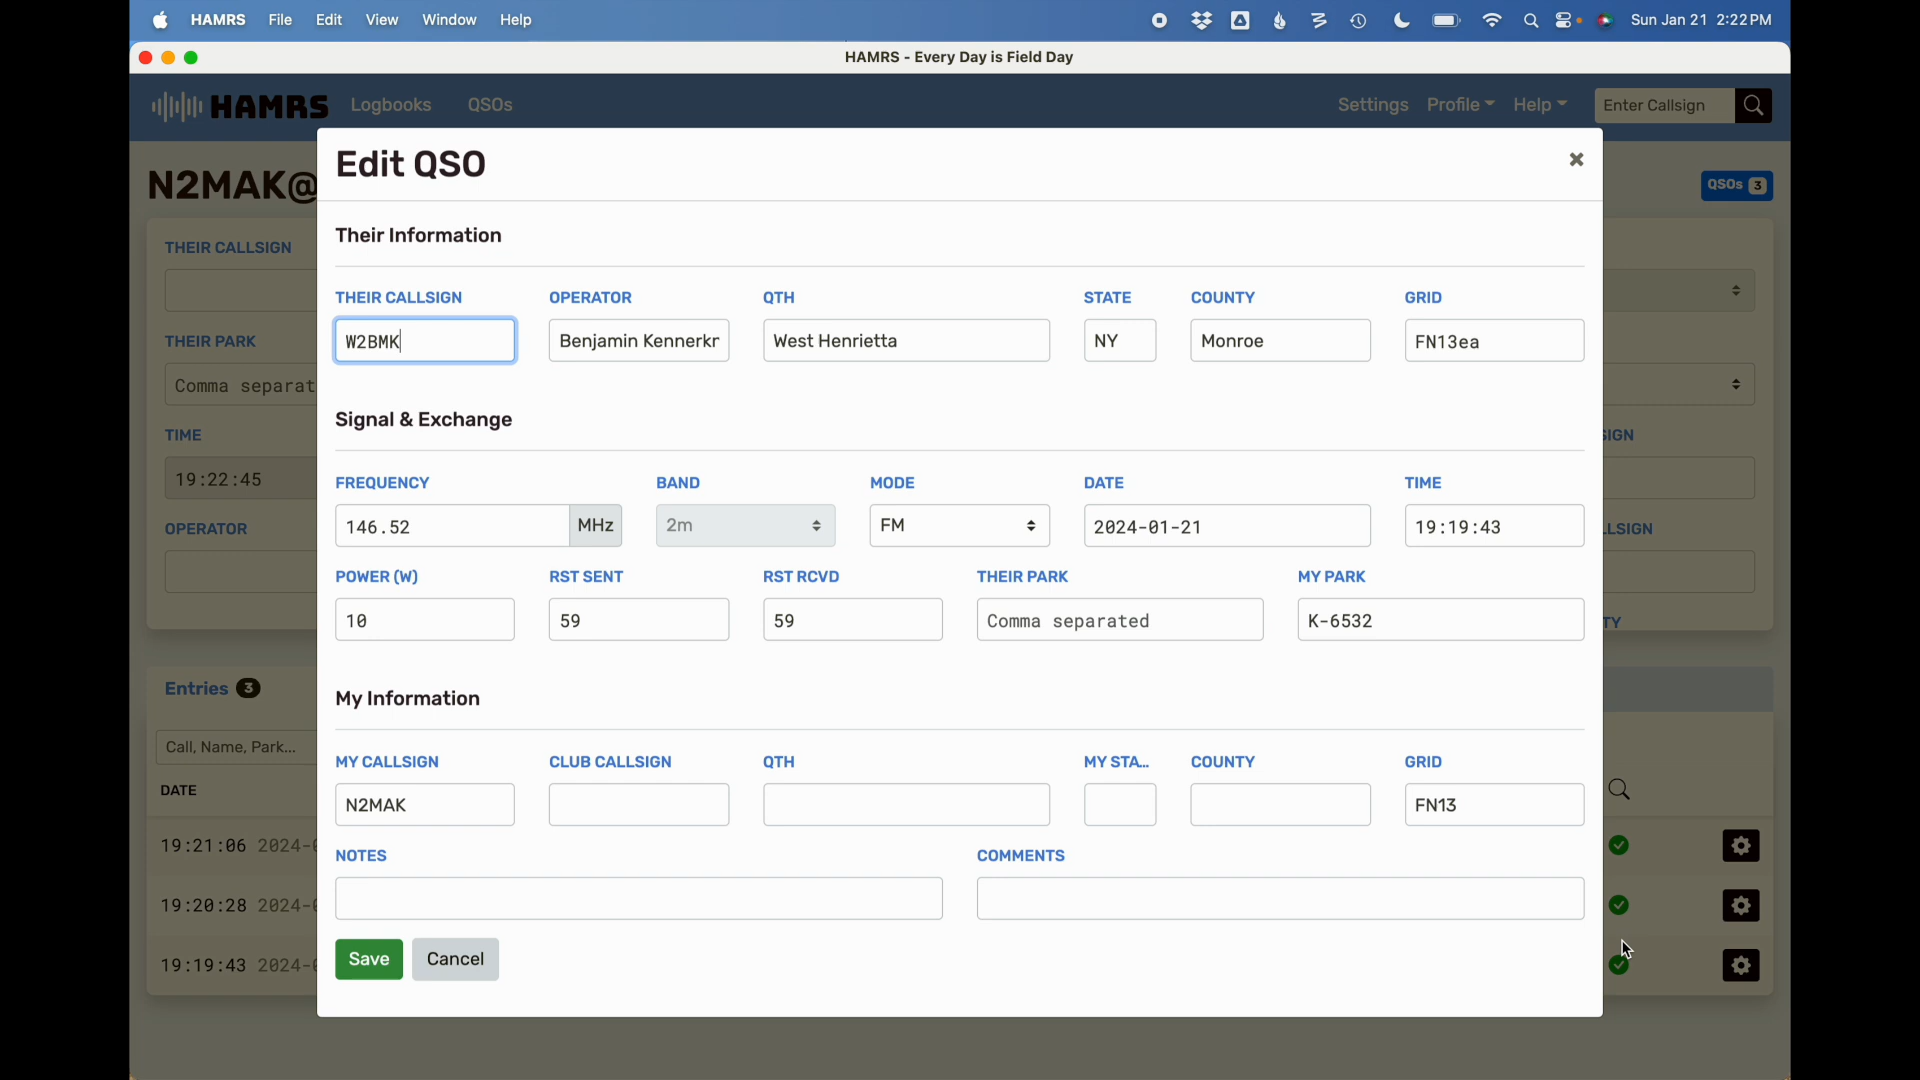 HAMRS File Edit View Window Help Sun Jan 21 2:22 PM
HAMRS - Every Day is Field Day
HAMRS Logbooks QSOs Settings Profile Help Enter Callsign
Edit QSO
N2MAK@ QSOs 3
Their Information
THEIR CALLSIGN
THEIR CALLSIGN OPERATOR QTH STATE COUNTY GRID
W2BMK Benjamin Kennerkr West Henrietta NY Monroe FN13ea
THEIR PARK
Comma separat
Signal & Exchange
TIME
FREQUENCY BAND MODE DATE TIME
19:22:45
146.52 MHz 2m FM 2024-01-21 19:19:43
OPERATOR
POWER (W) RST SENT RST RCVD THEIR PARK MY PARK
10 59 59 Comma separated K-6532
Entries 3
My Information
Call, Name, Park...
MY CALLSIGN CLUB CALLSIGN QTH MY STA... COUNTY GRID
DATE
N2MAK FN13
19:21:06 2024-0
NOTES COMMENTS
19:20:28 2024-0
Save Cancel
19:19:43 2024-0